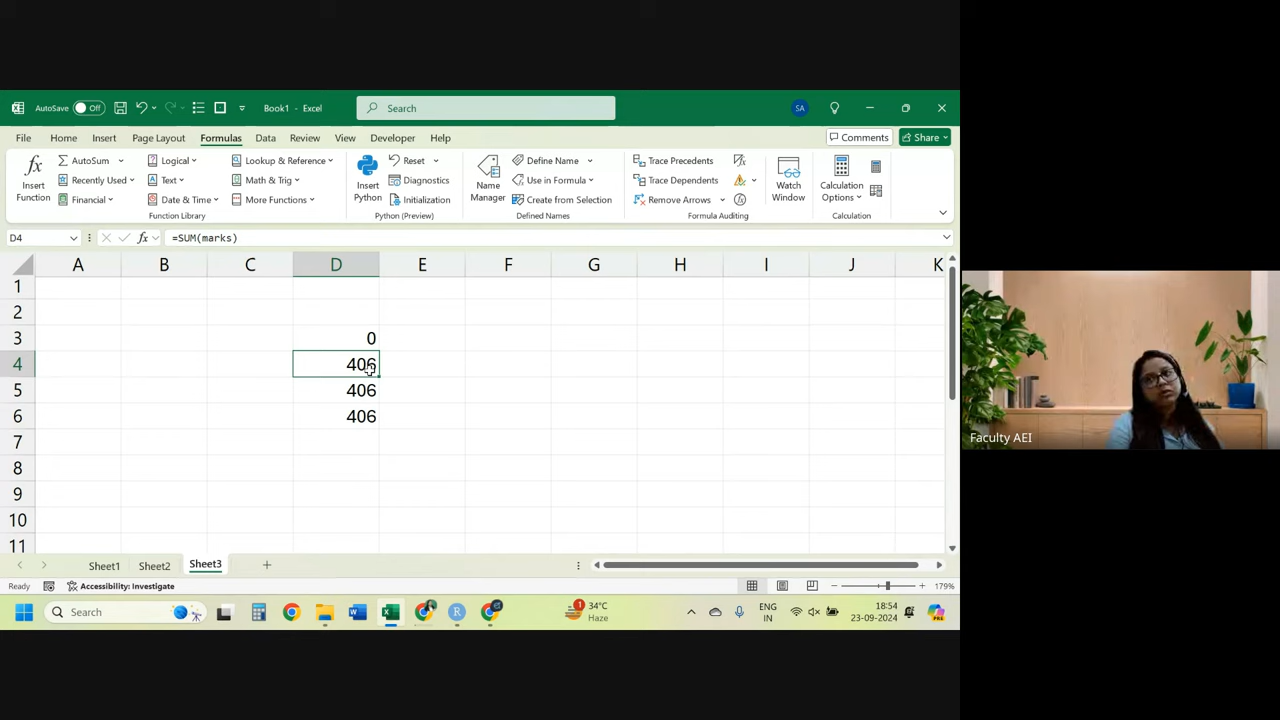 AutoSave Off Book1 - Excel Search SA
File Home Insert Page Layout Formulas Data Review View Developer Help Comments Share
fx AutoSum Logical Lookup & Reference Reset Define Name Trace Precedents
Insert Function Recently Used Text Math & Trig Insert Python Diagnostics Name Manager Use in Formula Trace Dependents Watch Window Calculation Options
Financial Date & Time More Functions Initialization Create from Selection Remove Arrows
Function Library Python (Preview) Defined Names Formula Auditing Calculation
D4 fx =SUM(marks)
A B C D E F G H I J K
1
2
3 0
4 406
5 406
6 406
7
8
9
10
11
Sheet1 Sheet2 Sheet3
Ready Accessibility: Investigate 179%
Search 1 34°C ENG 18:54
Haze IN 23-09-2024
Faculty AEI